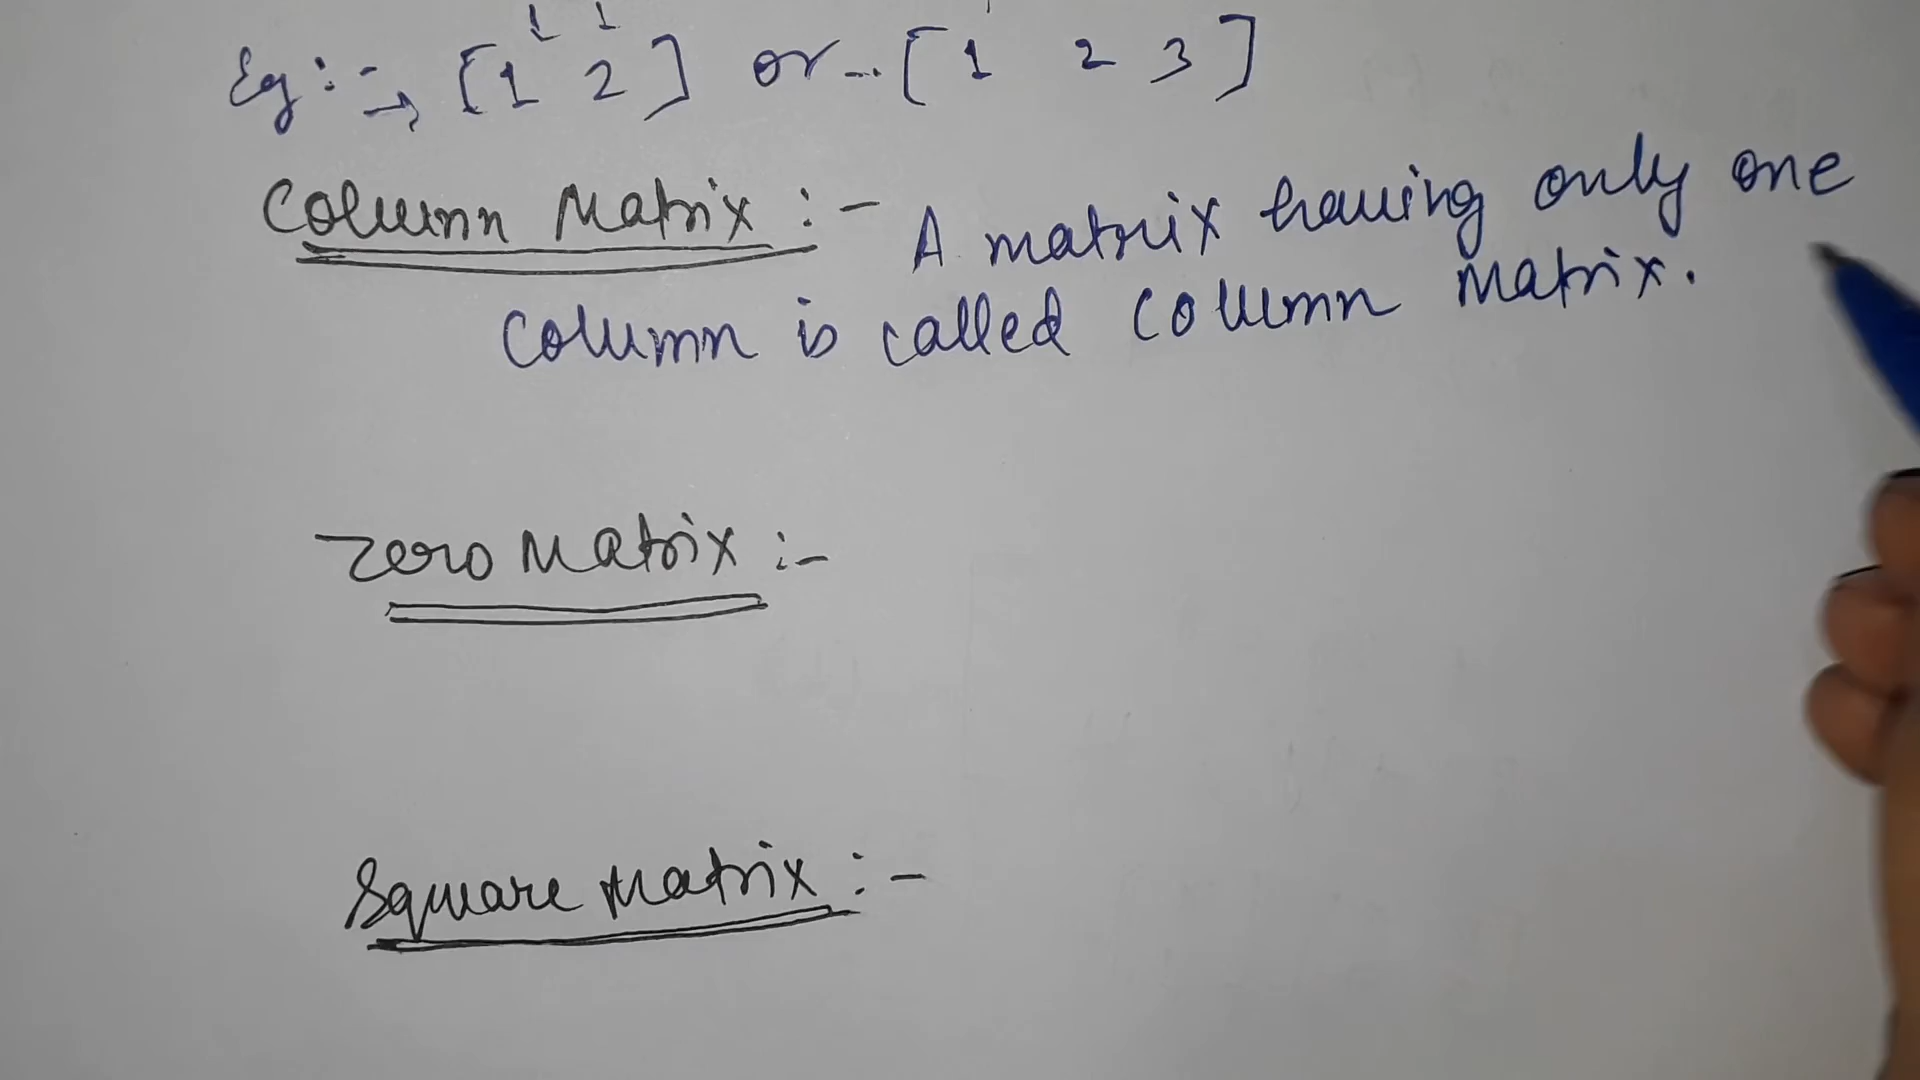 Eg:- → [1 2] or .. [1 2 3]
Column Matrix :- A matrix having only one
column is called column matrix.
Zero Matrix :-
Square Matrix :-